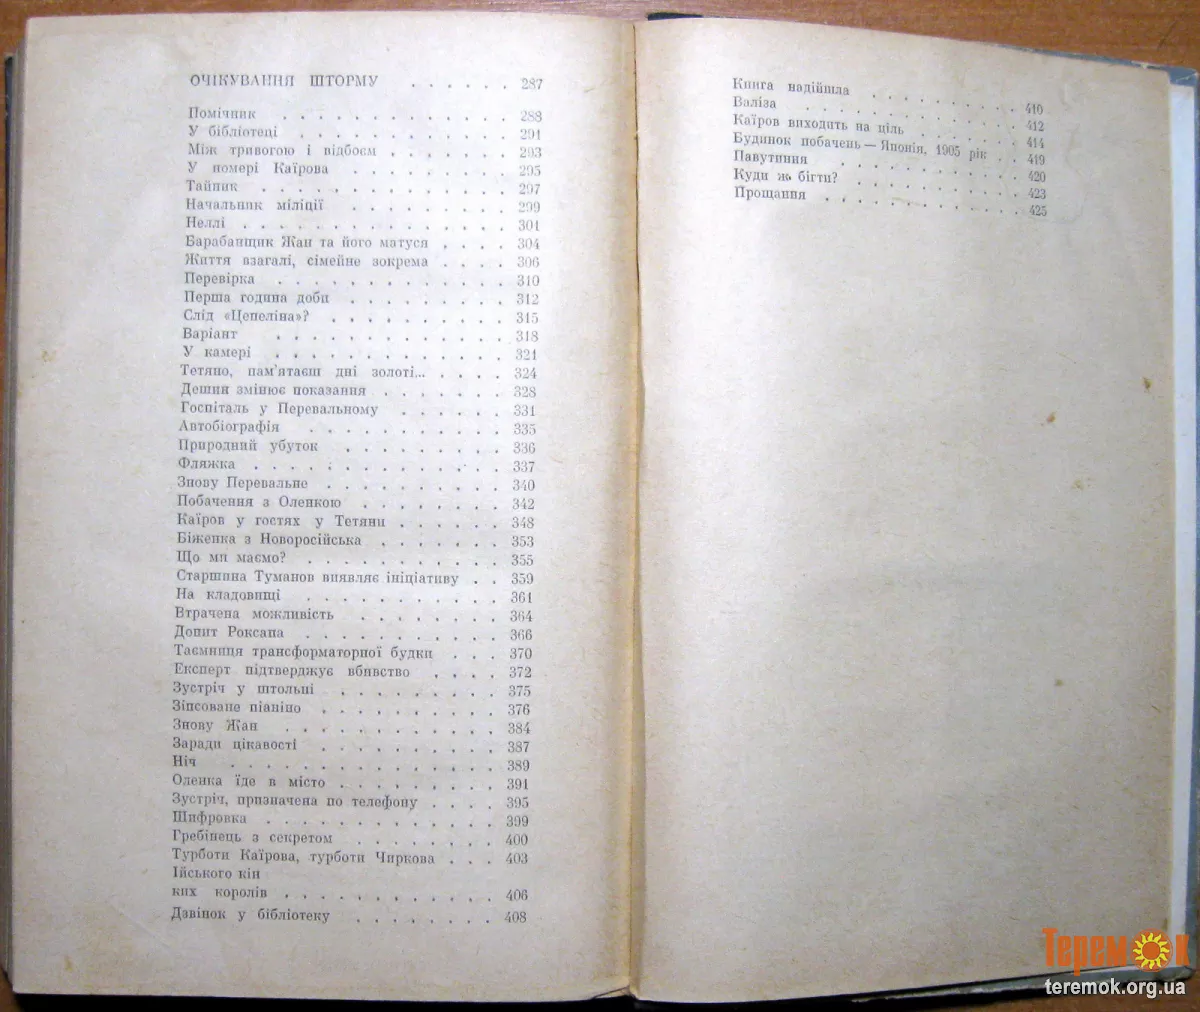 ОЧІКУВАННЯ ШТОРМУ . . . . . . 287
Помічник . . . . . . . . . . . . . 288
У бібліотеці . . . . . . . . . . . . 291
Між тривогою і відбоєм . . . . . . . 293
У номері Каїрова . . . . . . . . . . 295
Тайник . . . . . . . . . . . . . . 297
Начальник міліції . . . . . . . . . 299
Неллі . . . . . . . . . . . . . . . 301
Барабанщик Жан та його матуся . . . . 304
Життя взагалі, сімейне зокрема . . . . 306
Перевірка . . . . . . . . . . . . . 310
Перша година доби . . . . . . . . . 312
Слід «Цепеліна»? . . . . . . . . . . 315
Варіант . . . . . . . . . . . . . 318
У камері . . . . . . . . . . . . . 321
Тетяно, пам'ятаєш дні золоті... . . . . 324
Дешин змінює показання . . . . . . . 328
Госпіталь у Перевальному . . . . . . 331
Автобіографія . . . . . . . . . . . 335
Природний убуток . . . . . . . . . 336
Фляжка . . . . . . . . . . . . . . 337
Знову Перевальне . . . . . . . . . . 340
Побачення з Оленкою . . . . . . . . 342
Каїров у гостях у Тетяни . . . . . . 348
Біженка з Новоросійська . . . . . . . 353
Що ми маємо? . . . . . . . . . . . 355
Старшина Туманов виявляє ініціативу . . 359
На кладовищі . . . . . . . . . . . 361
Втрачена можливість . . . . . . . . 364
Допит Роксана . . . . . . . . . . . 366
Таємниця трансформаторної будки . . . 370
Експерт підтверджує вбивство . . . . 372
Зустріч у штольні . . . . . . . . . 375
Зіпсоване піаніно . . . . . . . . . . 376
Знову Жан . . . . . . . . . . . . 384
Заради цікавості . . . . . . . . . . 387
Ніч . . . . . . . . . . . . . . . 389
Оленка їде в місто . . . . . . . . . 391
Зустріч, призначена по телефону . . . . 395
Шифровка . . . . . . . . . . . . . 399
Гребінець з секретом . . . . . . . . 400
Турботи Каїрова, турботи Чиркова . . . 403
Ійського кін
ких королів . . . . . . . . . . . . 406
Дзвінок у бібліотеку . . . . . . . . 408
Книга надійшла . . . . . . . . . . 410
Валіза . . . . . . . . . . . . . . 412
Каїров виходить на ціль . . . . . . . 414
Будинок побачень — Японія, 1905 рік . . 419
Павутиння . . . . . . . . . . . . 420
Куди ж бігти? . . . . . . . . . . . 423
Прощання . . . . . . . . . . . . . 425
Теремок
teremok.org.ua